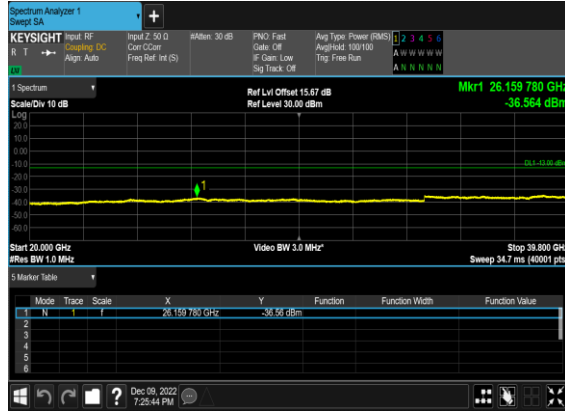 Spectrum Analyzer 1
Swept SA
+
KEYSIGHT Input: RF Input Z: 50 Ω #Atten: 30 dB PNO: Fast Avg Type: Power (RMS) 1 2 3 4 5 6
R T Coupling: DC Corr CCorr Gate: Off Avg|Hold: 100/100 A W W W W W
Align: Auto Freq Ref: Int (S) IF Gain: Low Trig: Free Run
LV Sig Track: Off A N N N N N
1 Spectrum Ref Lvl Offset 15.67 dB Mkr1 26.159 780 GHz
Scale/Div 10 dB Ref Level 30.00 dBm -36.564 dBm
Log
20.0
10.0
0.00
-10.0 DL1 -13.00 dBm
-20.0
-30.0 1
-40.0
-50.0
-60.0
Start 20.000 GHz Video BW 3.0 MHz* Stop 39.800 GHz
#Res BW 1.0 MHz Sweep 34.7 ms (40001 pts)
5 Marker Table
Mode Trace Scale X Y Function Function Width Function Value
1 N 1 f 26.159 780 GHz -36.56 dBm
2
3
4
5
6
? Dec 09, 2022
7:25:44 PM